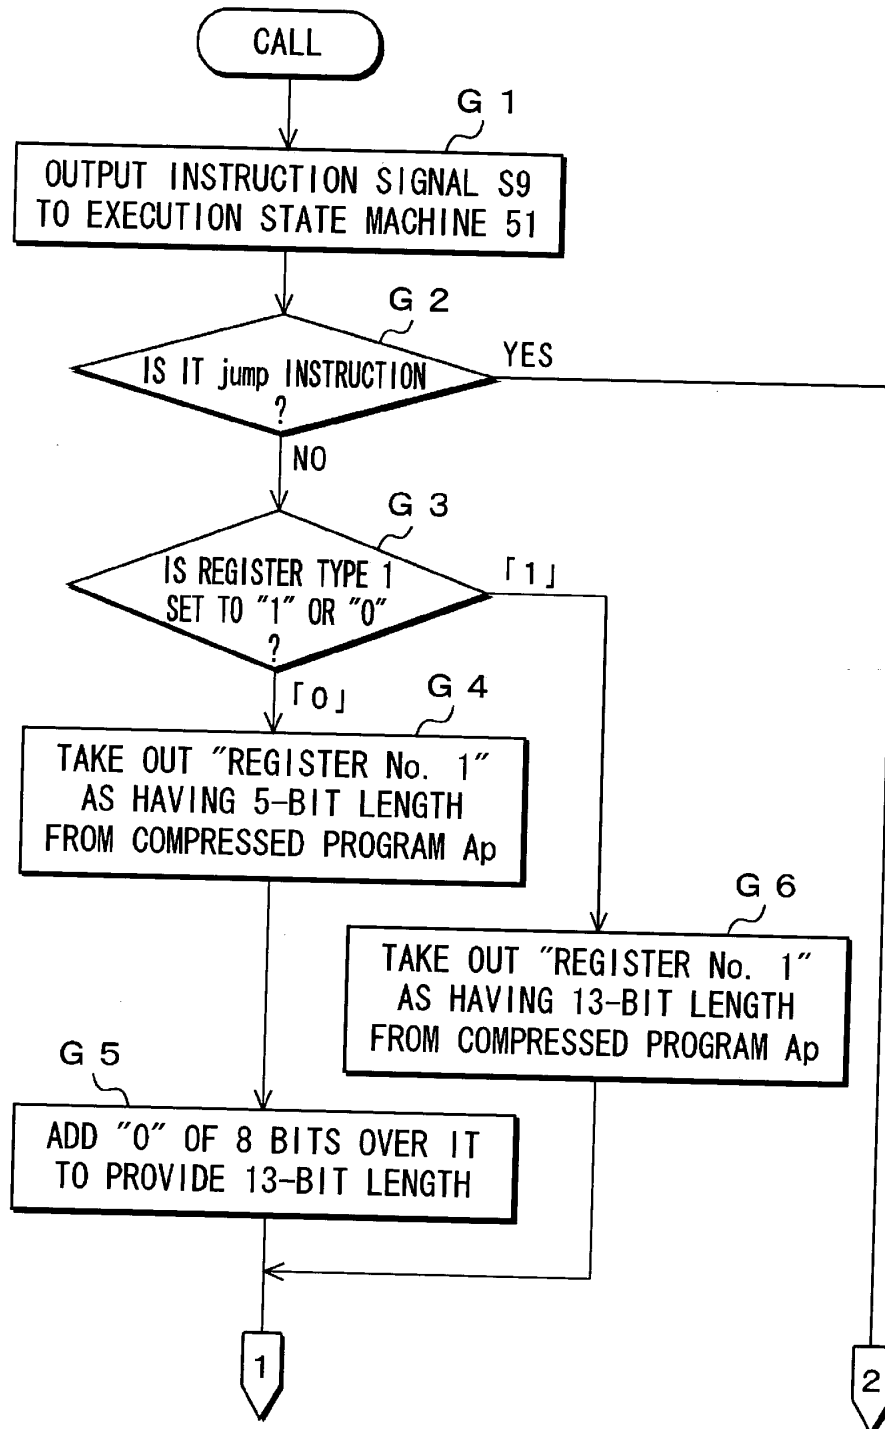 CALL
G 1
OUTPUT INSTRUCTION SIGNAL S9
TO EXECUTION STATE MACHINE 51
G 2
IS IT jump INSTRUCTION
?
YES
NO
G 3
IS REGISTER TYPE 1
SET TO "1" OR "0"
?
「1」
「0」
G 4
TAKE OUT "REGISTER No. 1"
AS HAVING 5-BIT LENGTH
FROM COMPRESSED PROGRAM Ap
G 6
TAKE OUT "REGISTER No. 1"
AS HAVING 13-BIT LENGTH
FROM COMPRESSED PROGRAM Ap
G 5
ADD "0" OF 8 BITS OVER IT
TO PROVIDE 13-BIT LENGTH
1
2